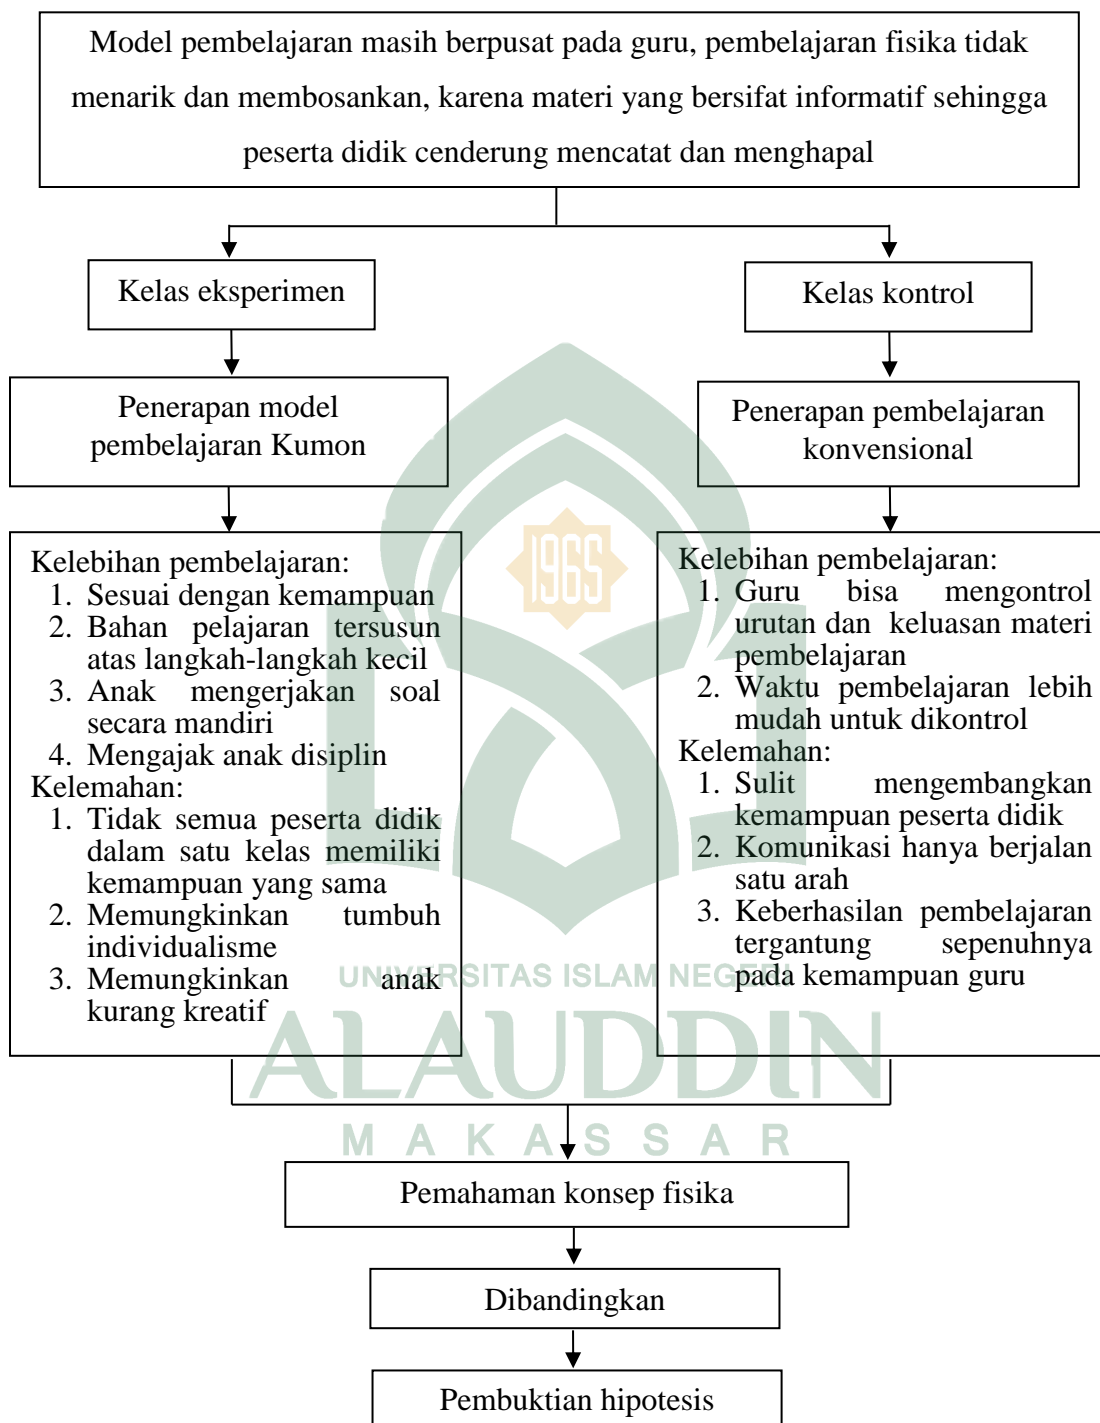 Model pembelajaran masih berpusat pada guru, pembelajaran fisika tidak
menarik dan membosankan, karena materi yang bersifat informatif sehingga
peserta didik cenderung mencatat dan menghapal
Kelas eksperimen
Kelas kontrol
Penerapan model
pembelajaran Kumon
Penerapan pembelajaran
konvensional
Kelebihan pembelajaran:
1. Sesuai dengan kemampuan
2. Bahan pelajaran tersusun
atas langkah-langkah kecil
3. Anak mengerjakan soal
secara mandiri
4. Mengajak anak disiplin
Kelemahan:
1. Tidak semua peserta didik
dalam satu kelas memiliki
kemampuan yang sama
2. Memungkinkan tumbuh
individualisme
3. Memungkinkan anak
kurang kreatif
Kelebihan pembelajaran:
1. Guru bisa mengontrol
urutan dan keluasan materi
pembelajaran
2. Waktu pembelajaran lebih
mudah untuk dikontrol
Kelemahan:
1. Sulit mengembangkan
kemampuan peserta didik
2. Komunikasi hanya berjalan
satu arah
3. Keberhasilan pembelajaran
tergantung sepenuhnya
pada kemampuan guru
1965
UNIVERSITAS ISLAM NEGERI
ALAUDDIN
MAKASSAR
Pemahaman konsep fisika
Dibandingkan
Pembuktian hipotesis